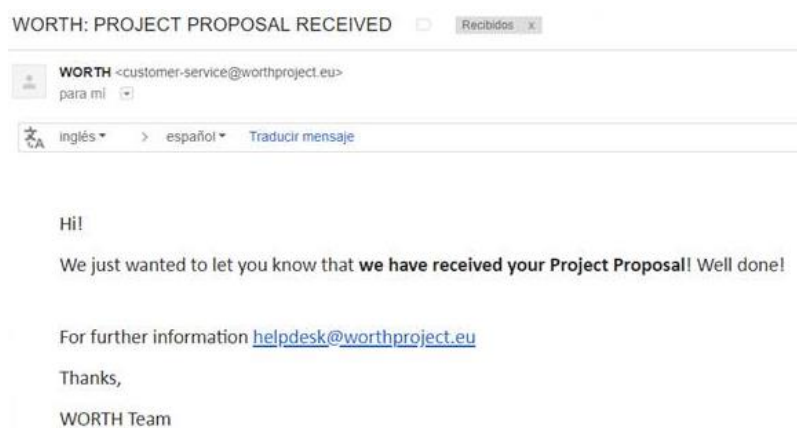 WORTH: PROJECT PROPOSAL RECEIVED Recibidos x
WORTH <customer-service@worthproject.eu>
para mí
inglés > español Traducir mensaje
Hi!
We just wanted to let you know that we have received your Project Proposal! Well done!
For further information helpdesk@worthproject.eu
Thanks,
WORTH Team